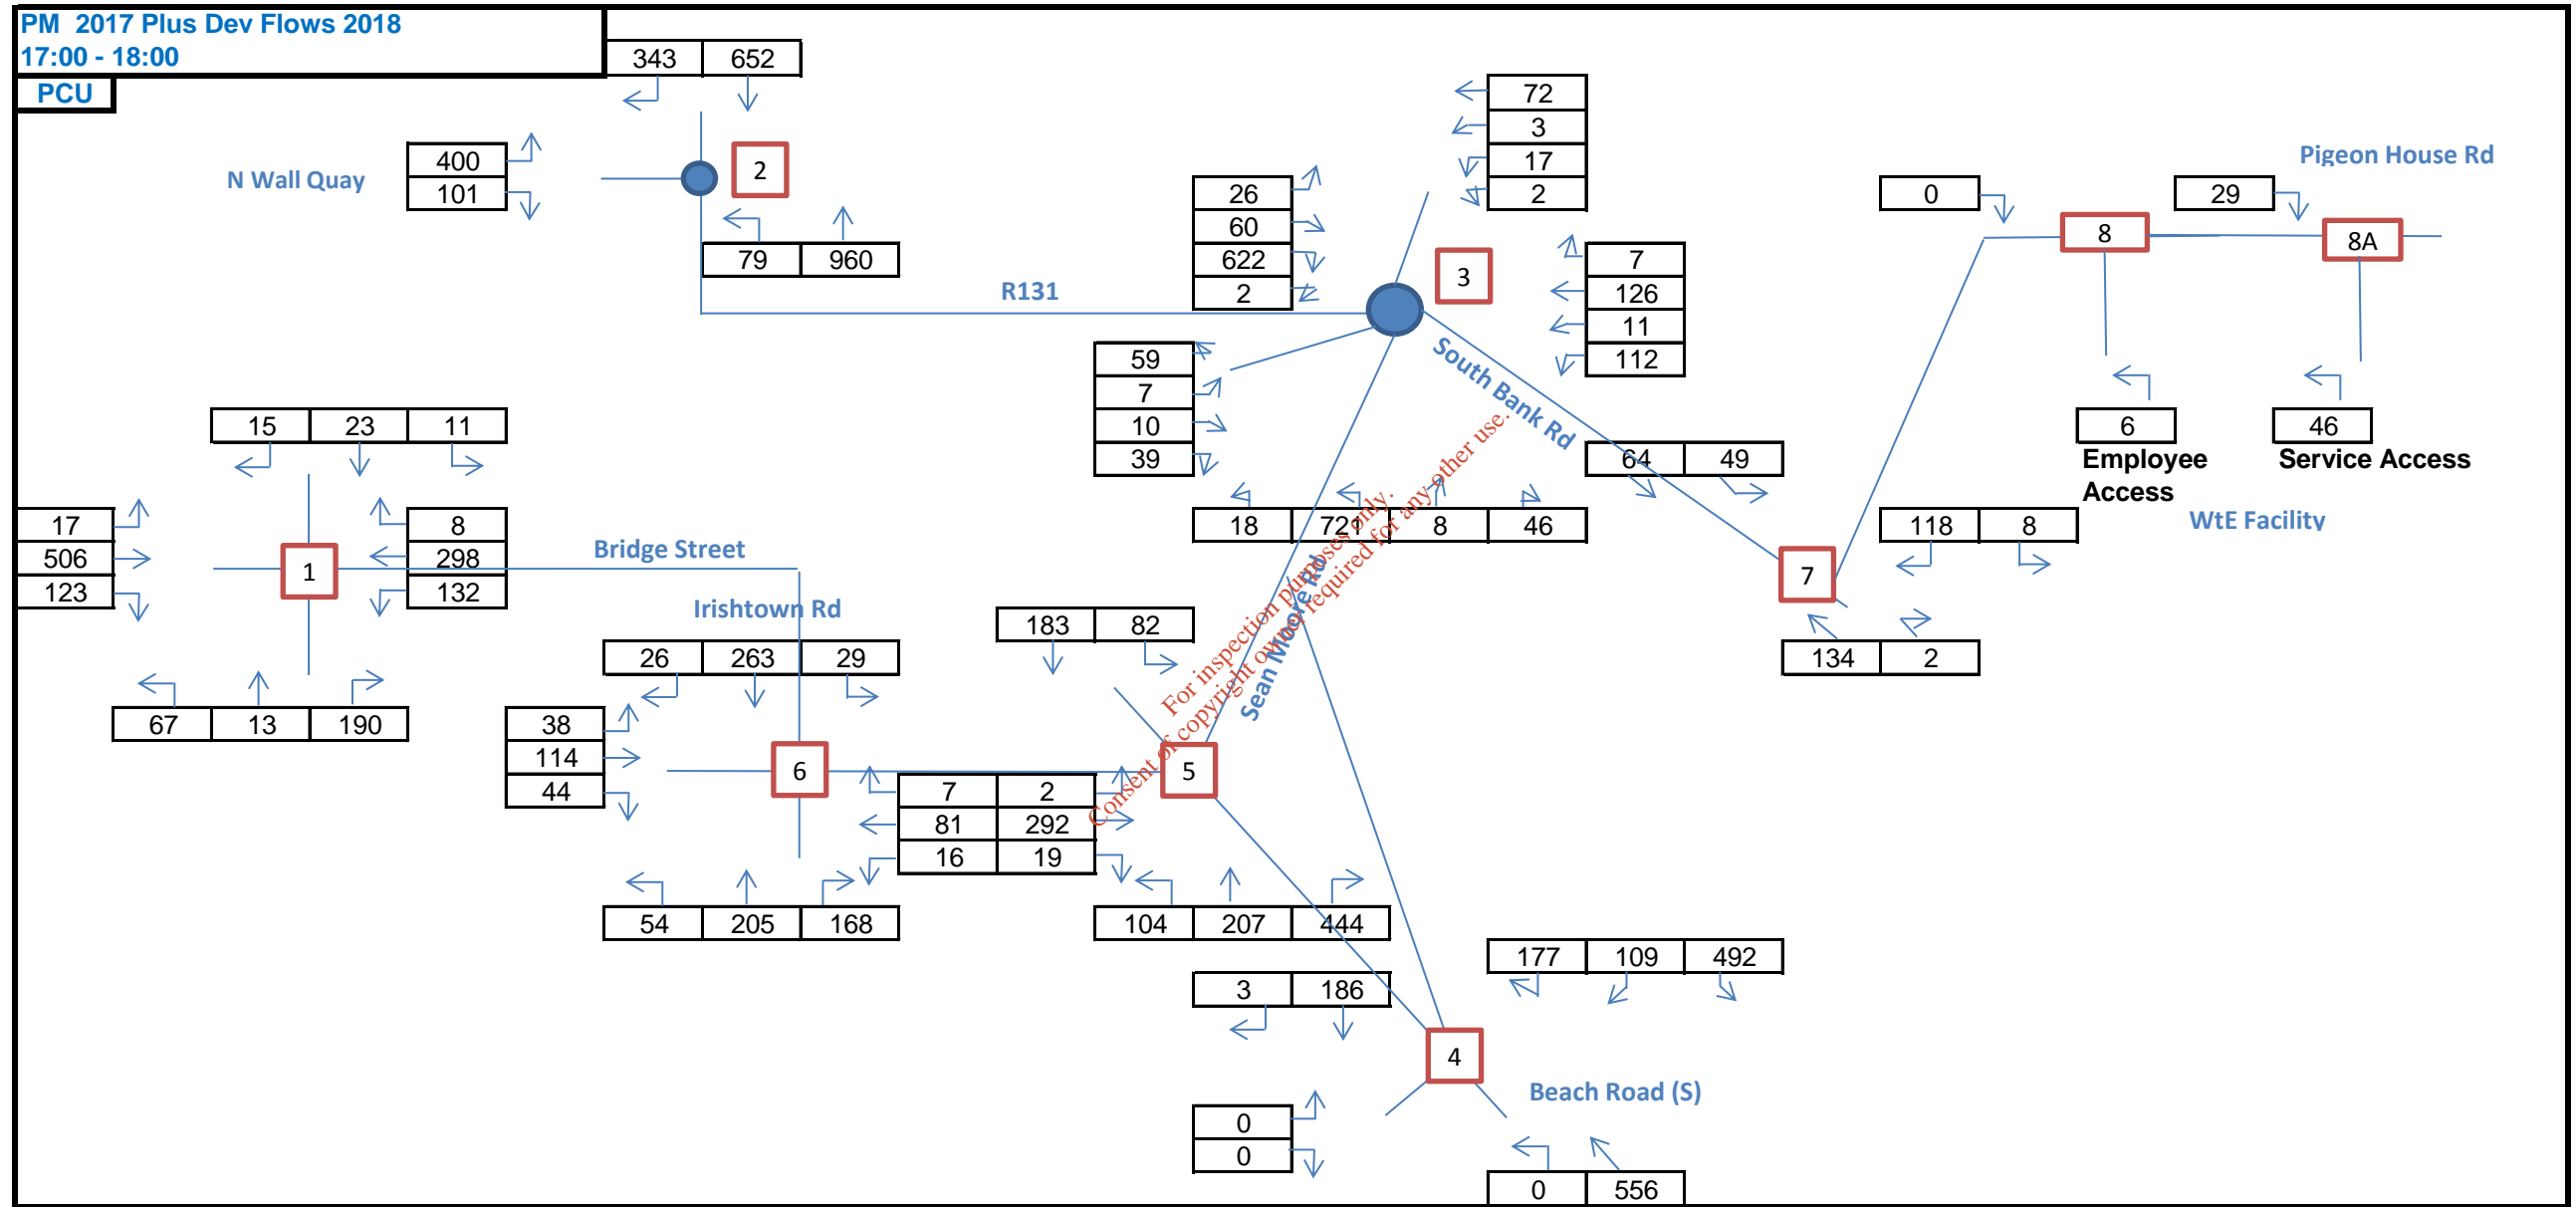 PM 2017 Plus Dev Flows 2018
17:00 - 18:00
PCU
343 652
N Wall Quay
400
101
2
79 960
R131
72
3
17
2
26
60
622
2
3
7
126
11
112
59
7
10
39
South Bank Rd
18 721 8 46
64 49
0
29
Pigeon House Rd
8
8A
6
Employee
Access
46
Service Access
WtE Facility
118 8
7
134 2
15 23 11
17
506
123
1
8
298
132
67 13 190
Bridge Street
Irishtown Rd
26 263 29
38
114
44
6
7 2
81 292
16 19
54 205 168
183 82
5
Sean Moore Rd
For inspection purposes only.
Consent of copyright owner required for any other use.
104 207 444
3 186
177 109 492
4
Beach Road (S)
0
0
0 556